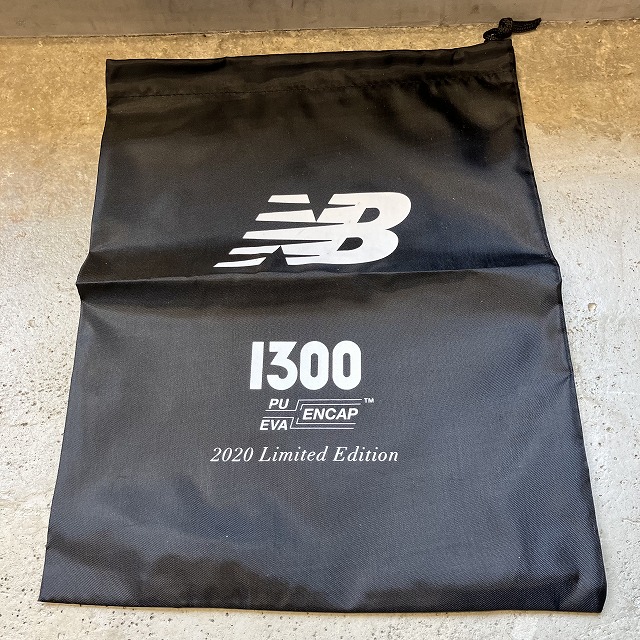 NB
1300
PU
EVA ENCAP™
2020 Limited Edition